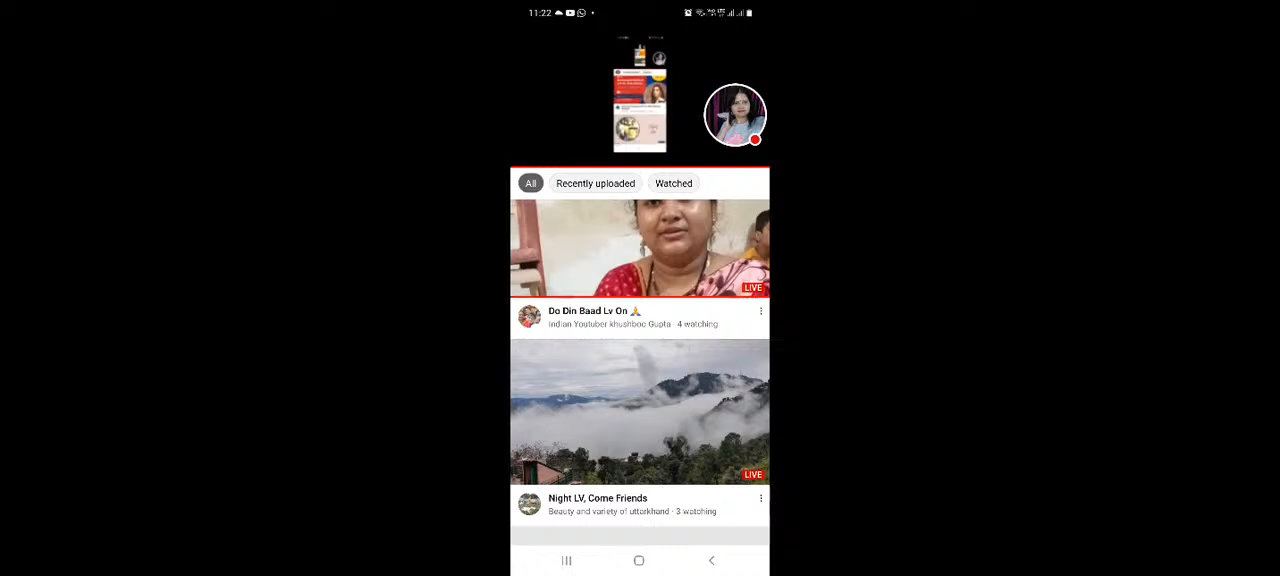 11:22
All Recently uploaded Watched
LIVE
Do Din Baad Lv On 🙏
Indian Youtuber khushboo Gupta · 4 watching
LIVE
Night LV, Come Friends
Beauty and variety of uttarkhand · 3 watching